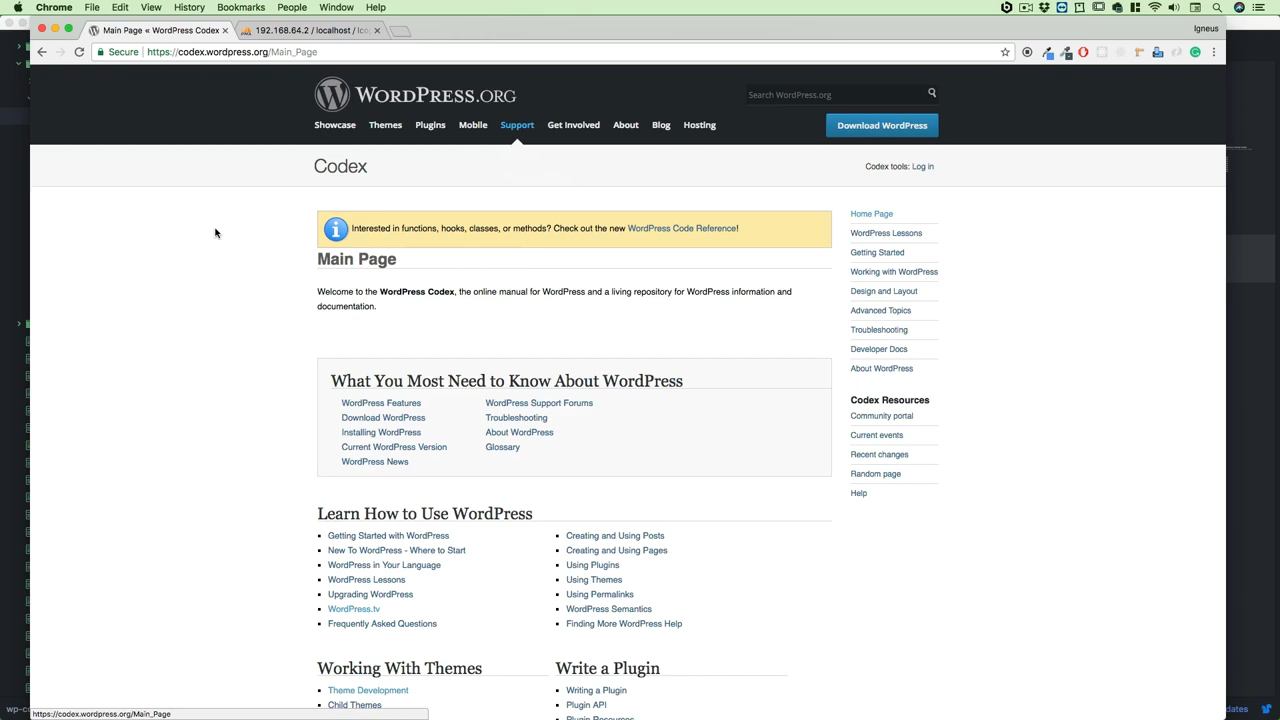 Chrome File Edit View History Bookmarks People Window Help
Main Page « WordPress Codex
192.168.64.2 / localhost /
Igneus
Secure https://codex.wordpress.org/Main_Page
WORDPRESS.ORG
Search WordPress.org
Showcase Themes Plugins Mobile Support Get Involved About Blog Hosting
Download WordPress
Codex
Codex tools: Log in
Interested in functions, hooks, classes, or methods? Check out the new WordPress Code Reference!
Main Page
Welcome to the WordPress Codex, the online manual for WordPress and a living repository for WordPress information and
documentation.
What You Most Need to Know About WordPress
WordPress Features
Download WordPress
Installing WordPress
Current WordPress Version
WordPress News
WordPress Support Forums
Troubleshooting
About WordPress
Glossary
Learn How to Use WordPress
Getting Started with WordPress
New To WordPress - Where to Start
WordPress in Your Language
WordPress Lessons
Upgrading WordPress
WordPress.tv
Frequently Asked Questions
Creating and Using Posts
Creating and Using Pages
Using Plugins
Using Themes
Using Permalinks
WordPress Semantics
Finding More WordPress Help
Working With Themes
Theme Development
Child Themes
Write a Plugin
Writing a Plugin
Plugin API
Plugin Resources
Home Page
WordPress Lessons
Getting Started
Working with WordPress
Design and Layout
Advanced Topics
Troubleshooting
Developer Docs
About WordPress
Codex Resources
Community portal
Current events
Recent changes
Random page
Help
https://codex.wordpress.org/Main_Page